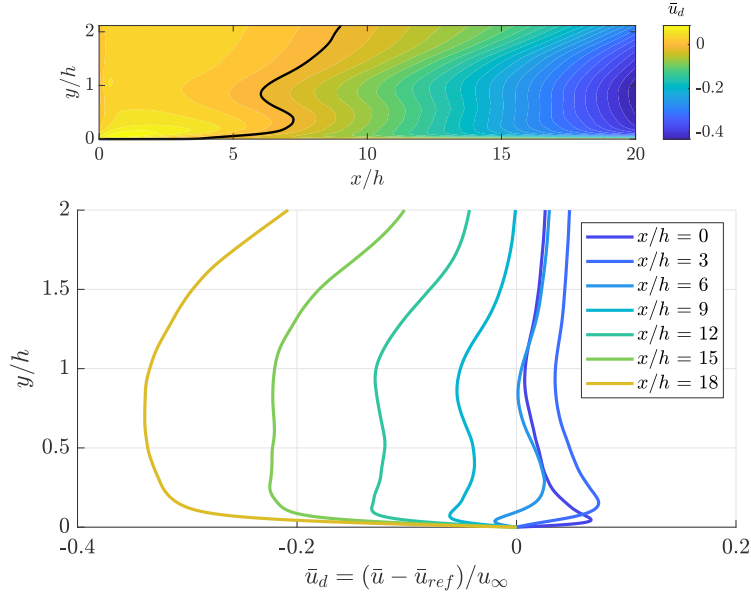 ū_d
2
1
0
y/h
0
5
10
15
20
x/h
0
-0.2
-0.4
2
1.5
1
0.5
0
y/h
x/h = 0
x/h = 3
x/h = 6
x/h = 9
x/h = 12
x/h = 15
x/h = 18
-0.4
-0.2
0
0.2
ū_d = (ū − ū_ref)/u_∞